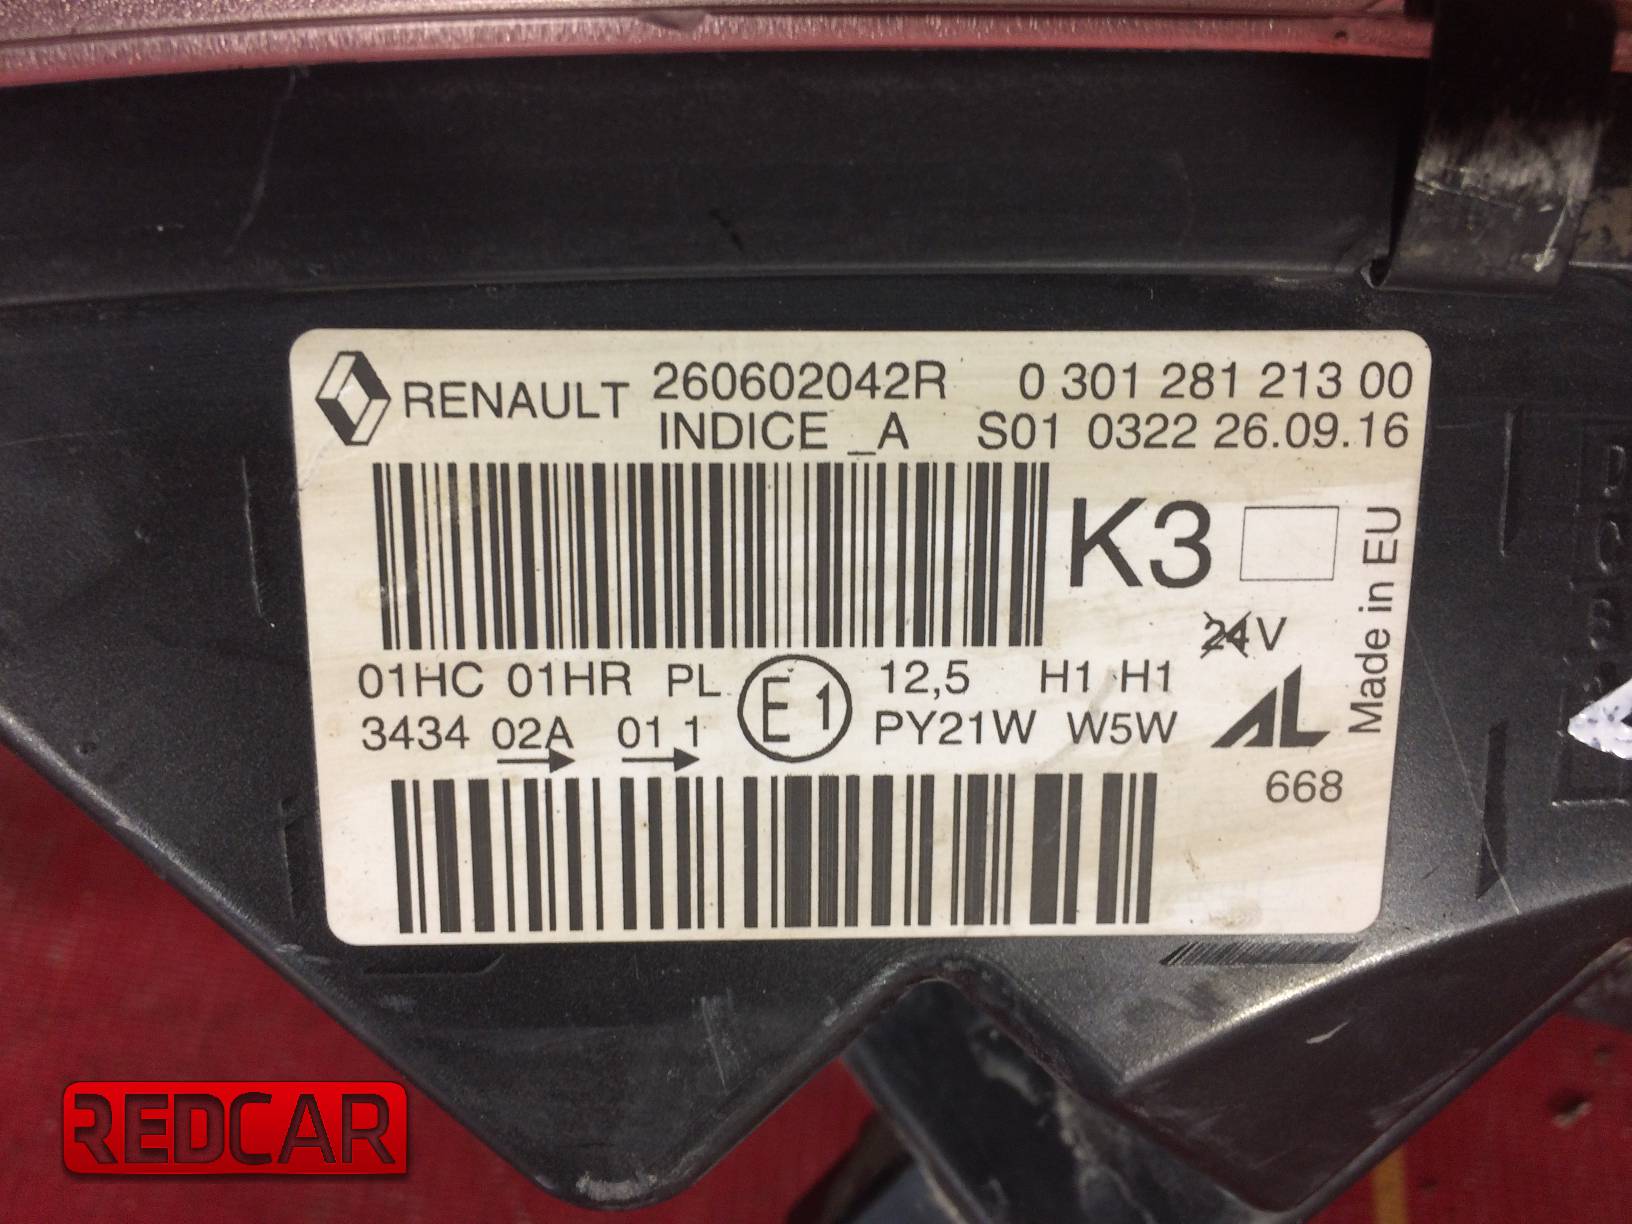 RENAULT 260602042R 0 301 281 213 00
INDICE _A S01 0322 26.09.16
K3
Made in EU
24V
01HC 01HR PL E1 12,5 H1 H1
3434 02A 01 1 PY21W W5W AL
668
REDCAR